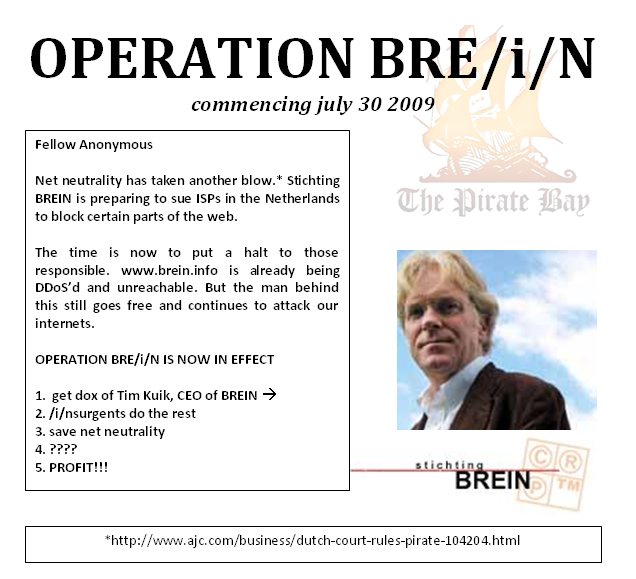 OPERATION BRE/i/N
commencing july 30 2009
The Pirate Bay
Fellow Anonymous
Net neutrality has taken another blow.* Stichting
BREIN is preparing to sue ISPs in the Netherlands
to block certain parts of the web.
The time is now to put a halt to those
responsible. www.brein.info is already being
DDoS'd and unreachable. But the man behind
this still goes free and continues to attack our
internets.
OPERATION BRE/i/N IS NOW IN EFFECT
1. get dox of Tim Kuik, CEO of BREIN →
2. /i/nsurgents do the rest
3. save net neutrality
4. ????
5. PROFIT!!!
stichting
BREIN
© ®
℗ TM
*http://www.ajc.com/business/dutch-court-rules-pirate-104204.html